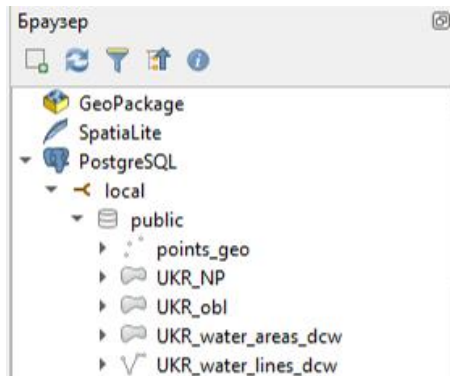 Браузер
GeoPackage
SpatiaLite
PostgreSQL
local
public
points_geo
UKR_NP
UKR_obl
UKR_water_areas_dcw
UKR_water_lines_dcw